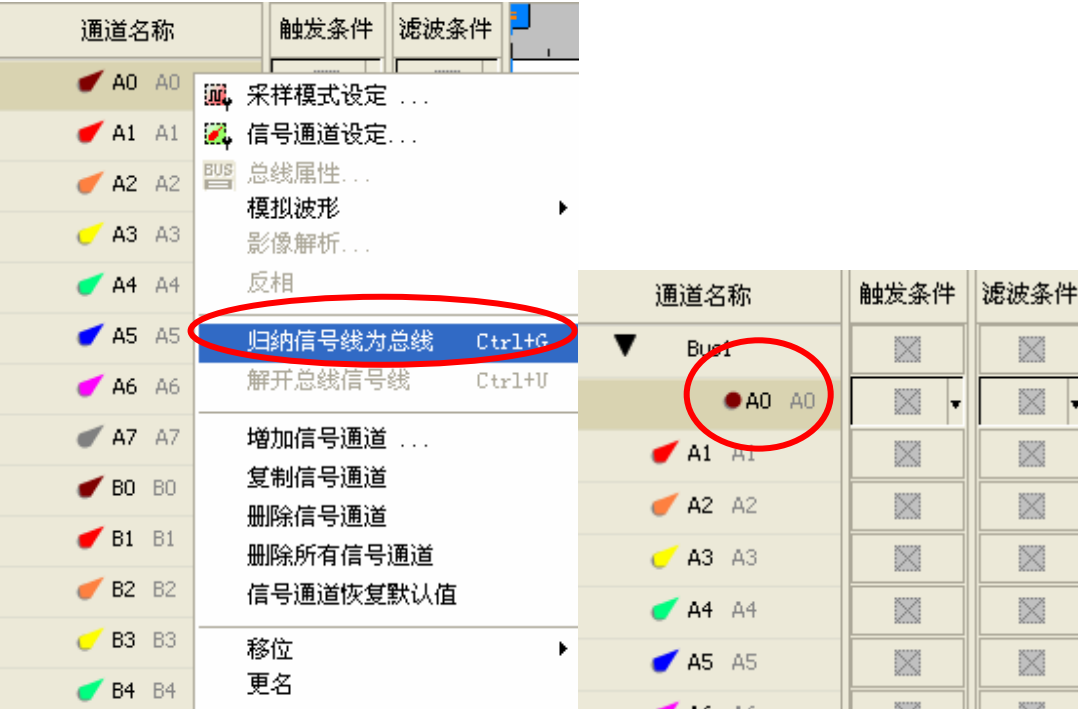 通道名称 触发条件 滤波条件
A0 A0
A1 A1
A2 A2
A3 A3
A4 A4
A5 A5
A6 A6
A7 A7
B0 B0
B1 B1
B2 B2
B3 B3
B4 B4
采样模式设定 ...
信号通道设定...
BUS 总线属性...
模拟波形
影像解析...
反相
归纳信号线为总线 Ctrl+G
解开总线信号线 Ctrl+U
增加信号通道 ...
复制信号通道
删除信号通道
删除所有信号通道
信号通道恢复默认值
移位
更名
通道名称 触发条件 滤波条件
Bus1
A0 A0
A1 A1
A2 A2
A3 A3
A4 A4
A5 A5